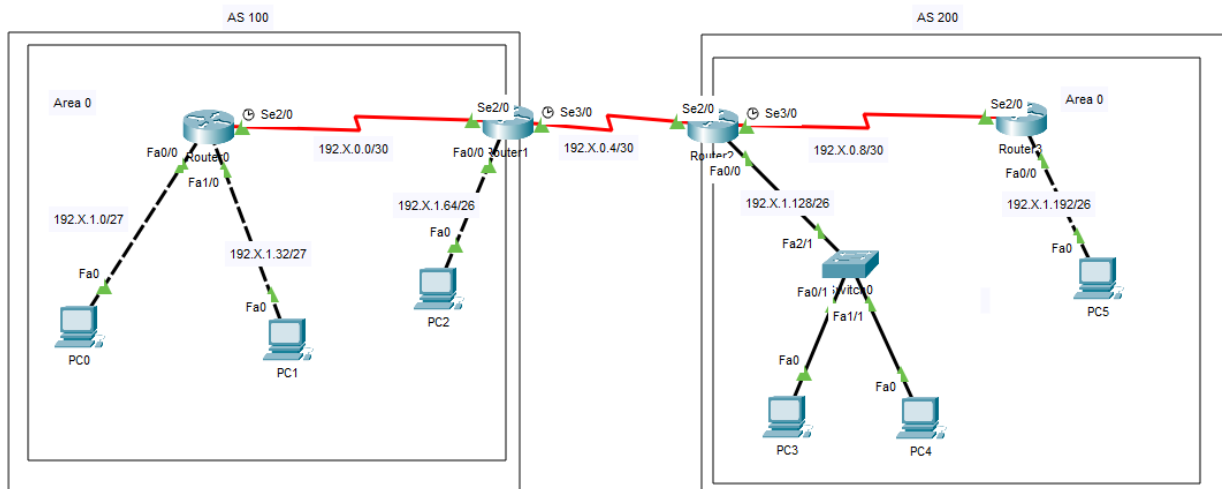 AS 100
AS 200
Area 0
Area 0
Se2/0
Se2/0
Se3/0
Se2/0
Se3/0
Se2/0
Router0
Fa0/0
Fa1/0
192.X.0.0/30
Fa0/0
Router1
192.X.0.4/30
Router2
Fa0/0
192.X.0.8/30
Router3
Fa0/0
192.X.1.0/27
192.X.1.32/27
192.X.1.64/26
192.X.1.128/26
192.X.1.192/26
Fa0
PC0
Fa0
PC1
Fa0
PC2
Fa2/1
Switch0
Fa0/1
Fa1/1
Fa0
PC3
Fa0
PC4
Fa0
PC5